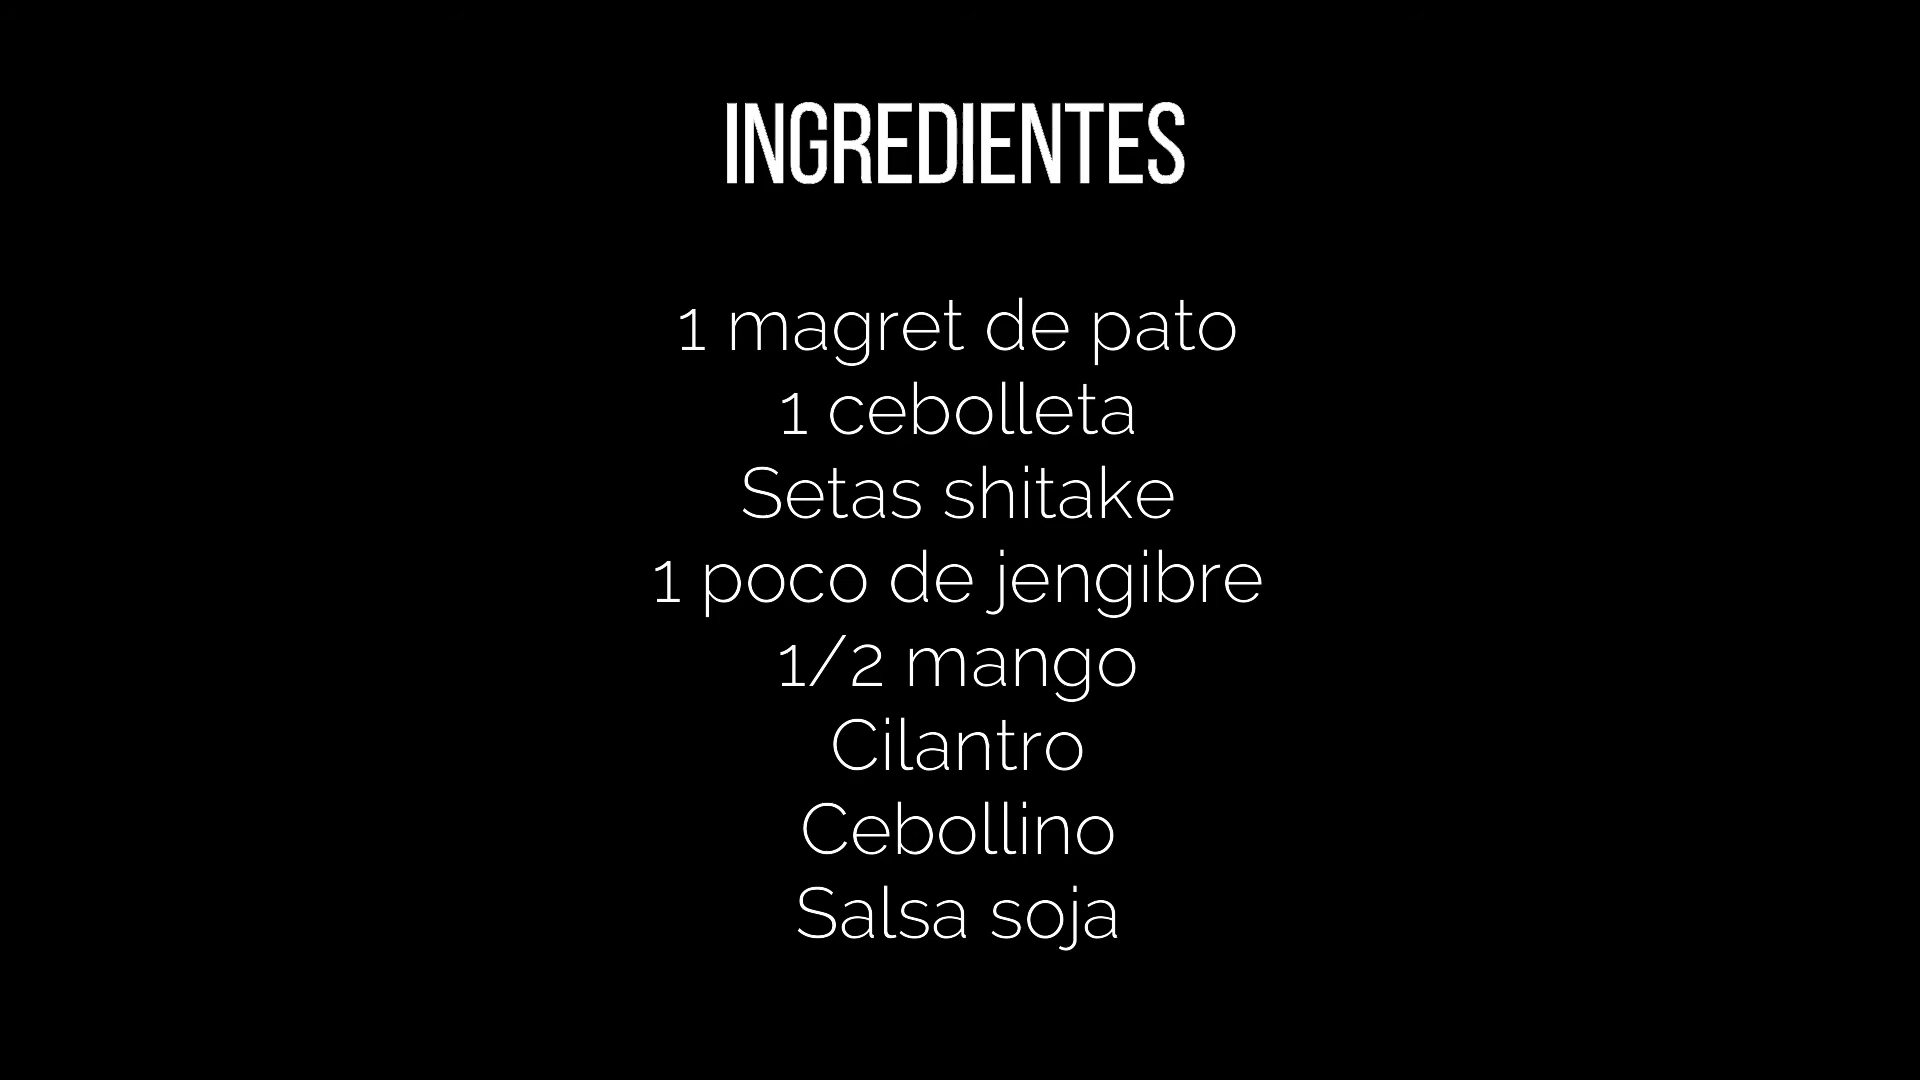 INGREDIENTES
1 magret de pato
1 cebolleta
Setas shitake
1 poco de jengibre
1/2 mango
Cilantro
Cebollino
Salsa soja